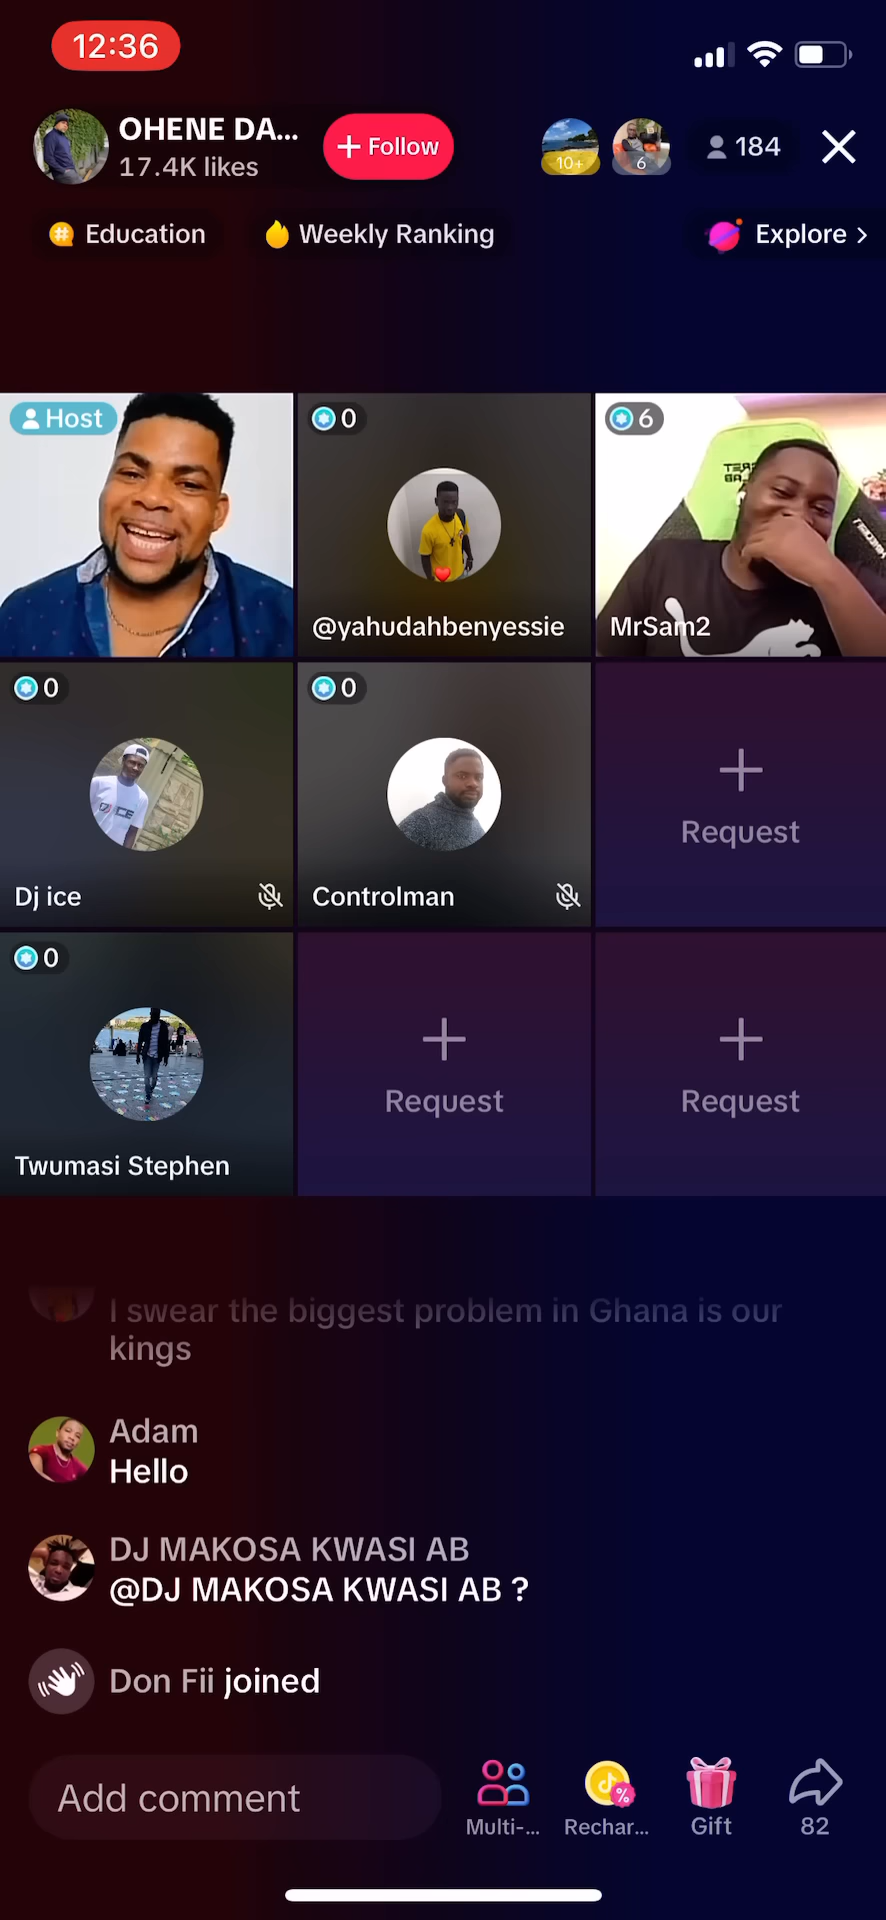 12:36
OHENE DA...
17.4K likes
+ Follow
10+
6
184
Education
Weekly Ranking
Explore >
Host
0
6
@yahudahbenyessie
MrSam2
0
0
Request
Dj ice
Controlman
0
Request
Request
Twumasi Stephen
I swear the biggest problem in Ghana is our
kings
Adam
Hello
DJ MAKOSA KWASI AB
@DJ MAKOSA KWASI AB ?
Don Fii joined
Add comment
Multi-...
Rechar...
Gift
82